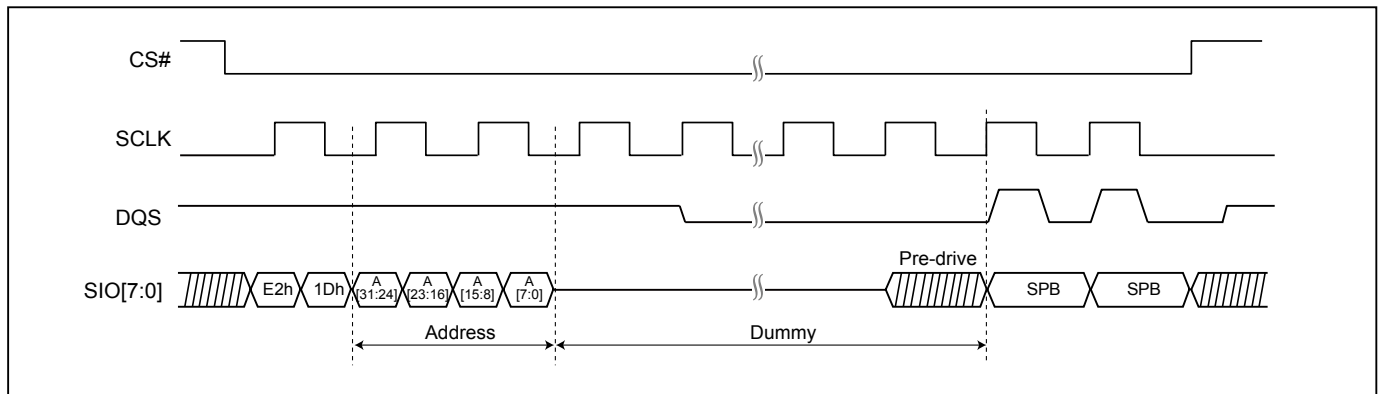 CS#
SCLK
DQS
Pre-drive
SIO[7:0]
E2h
1Dh
A
[31:24]
A
[23:16]
A
[15:8]
A
[7:0]
SPB
SPB
Address
Dummy